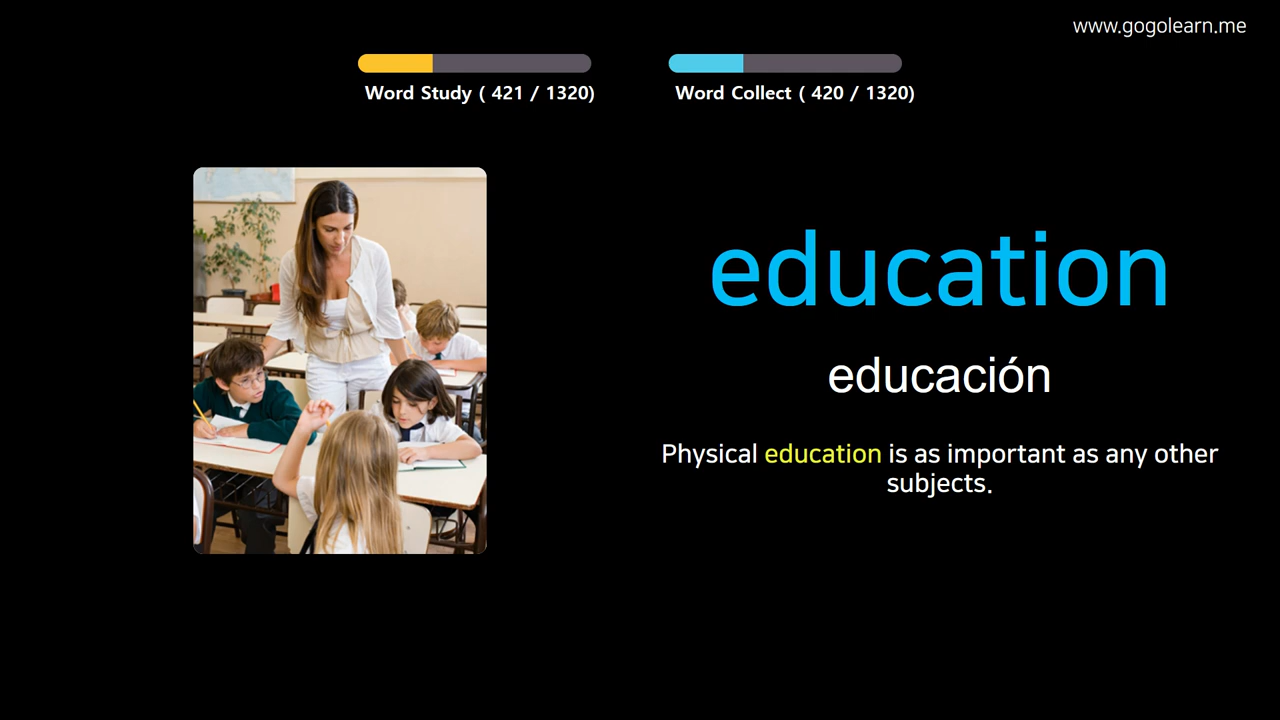 www.gogolearn.me
Word Study ( 421 / 1320)
Word Collect ( 420 / 1320)
education
educación
Physical education is as important as any other
subjects.